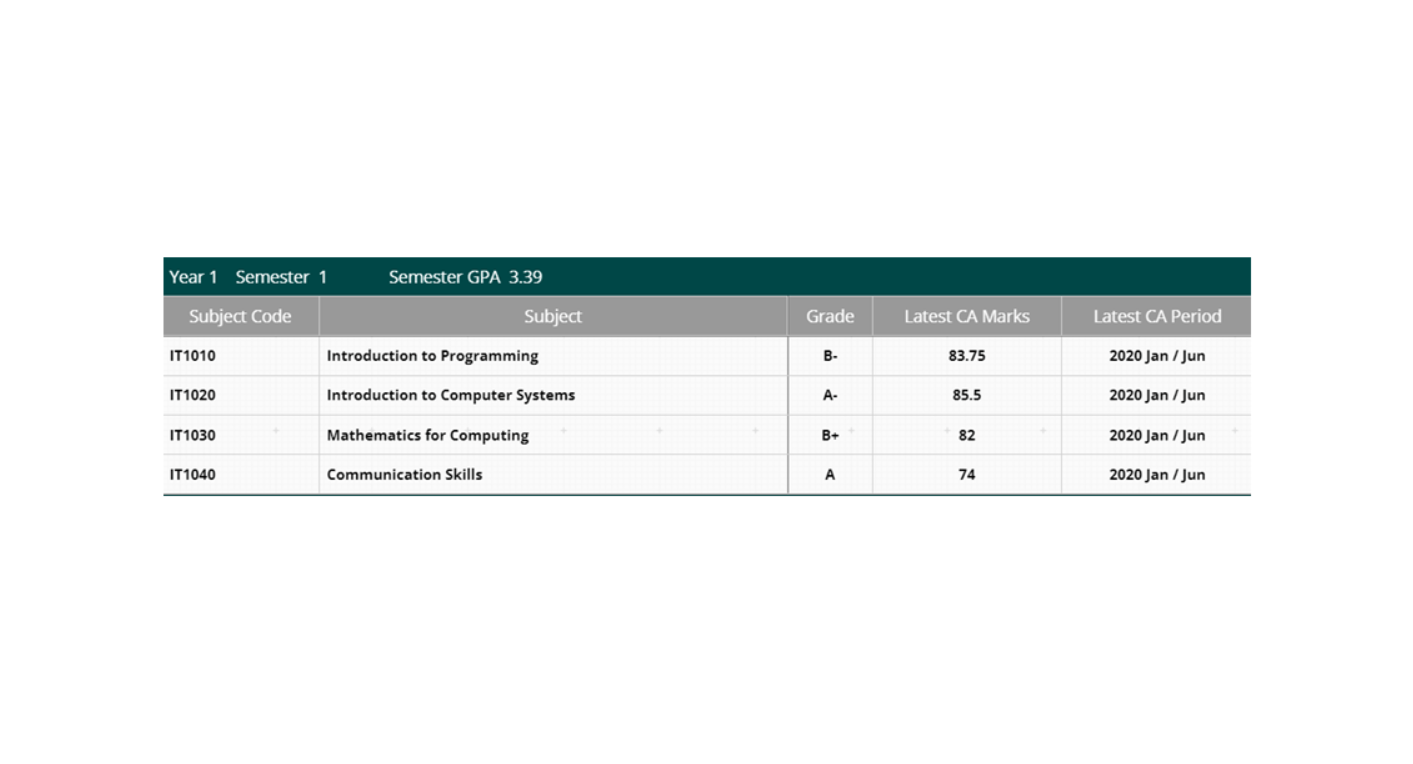 Year 1 Semester 1 Semester GPA 3.39
Subject Code Subject Grade Latest CA Marks Latest CA Period
IT1010 Introduction to Programming B- 83.75 2020 Jan / Jun
IT1020 Introduction to Computer Systems A- 85.5 2020 Jan / Jun
IT1030 Mathematics for Computing B+ 82 2020 Jan / Jun
IT1040 Communication Skills A 74 2020 Jan / Jun